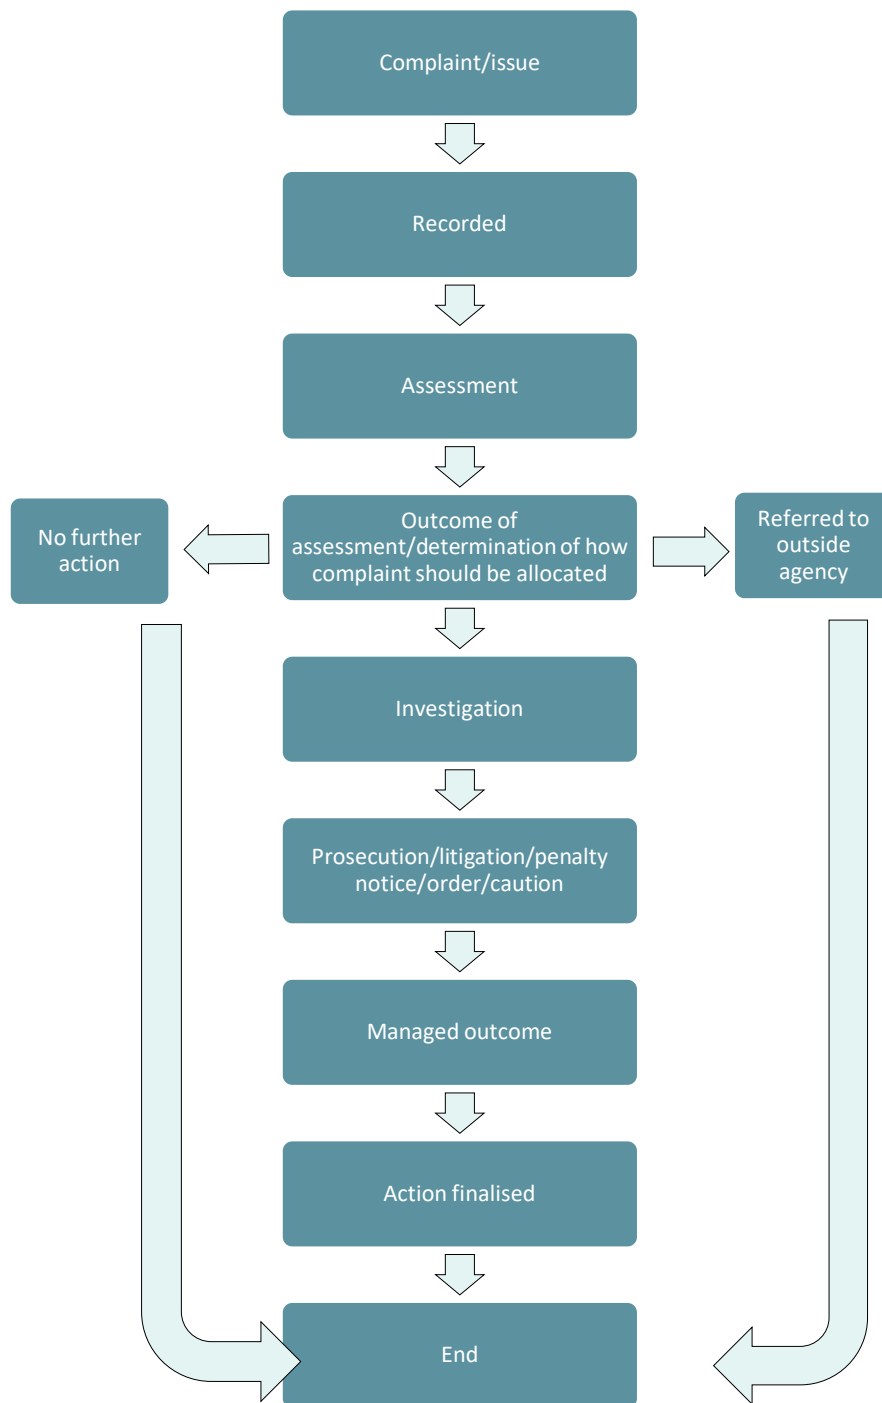 Complaint/issue
Recorded
Assessment
No further
action
Outcome of
assessment/determination of how
complaint should be allocated
Referred to
outside
agency
Investigation
Prosecution/litigation/penalty
notice/order/caution
Managed outcome
Action finalised
End